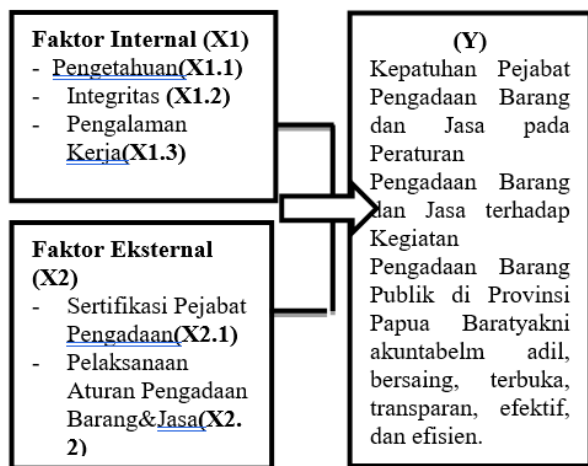 Faktor Internal (X1)
- Pengetahuan(X1.1)
- Integritas (X1.2)
- Pengalaman
Kerja(X1.3)
Faktor Eksternal
(X2)
- Sertifikasi Pejabat
Pengadaan(X2.1)
- Pelaksanaan
Aturan Pengadaan
Barang&Jasa(X2.
2)
(Y)
Kepatuhan Pejabat
Pengadaan Barang
dan Jasa pada
Peraturan
Pengadaan Barang
dan Jasa terhadap
Kegiatan
Pengadaan Barang
Publik di Provinsi
Papua Baratyakni
akuntabelm adil,
bersaing, terbuka,
transparan, efektif,
dan efisien.